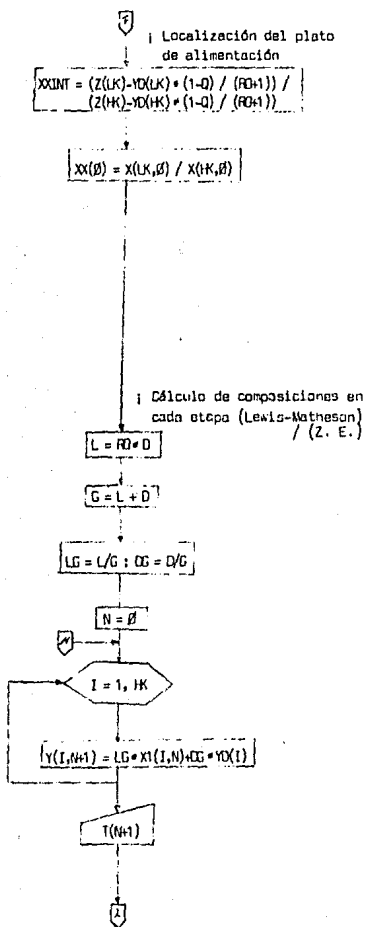 ¡ Localización del plato
de alimentación
XXINT = (Z(LK)-YD(LK) * (1-Q) / (RO+1)) /
(Z(HK)-YD(HK) * (1-Q) / (RO+1))
XX(Ø) = X(LK,Ø) / X(HK,Ø)
¡ Cálculo de composiciones en
cada etapa (Lewis-Matheson)
/ (Z. E.)
L = RO * D
G = L + D
LG = L/G ; DG = D/G
N = Ø
I = 1, HK
Y(I,N+1) = LG * X1(I,N)+DG * YD(I)
T(N+1)